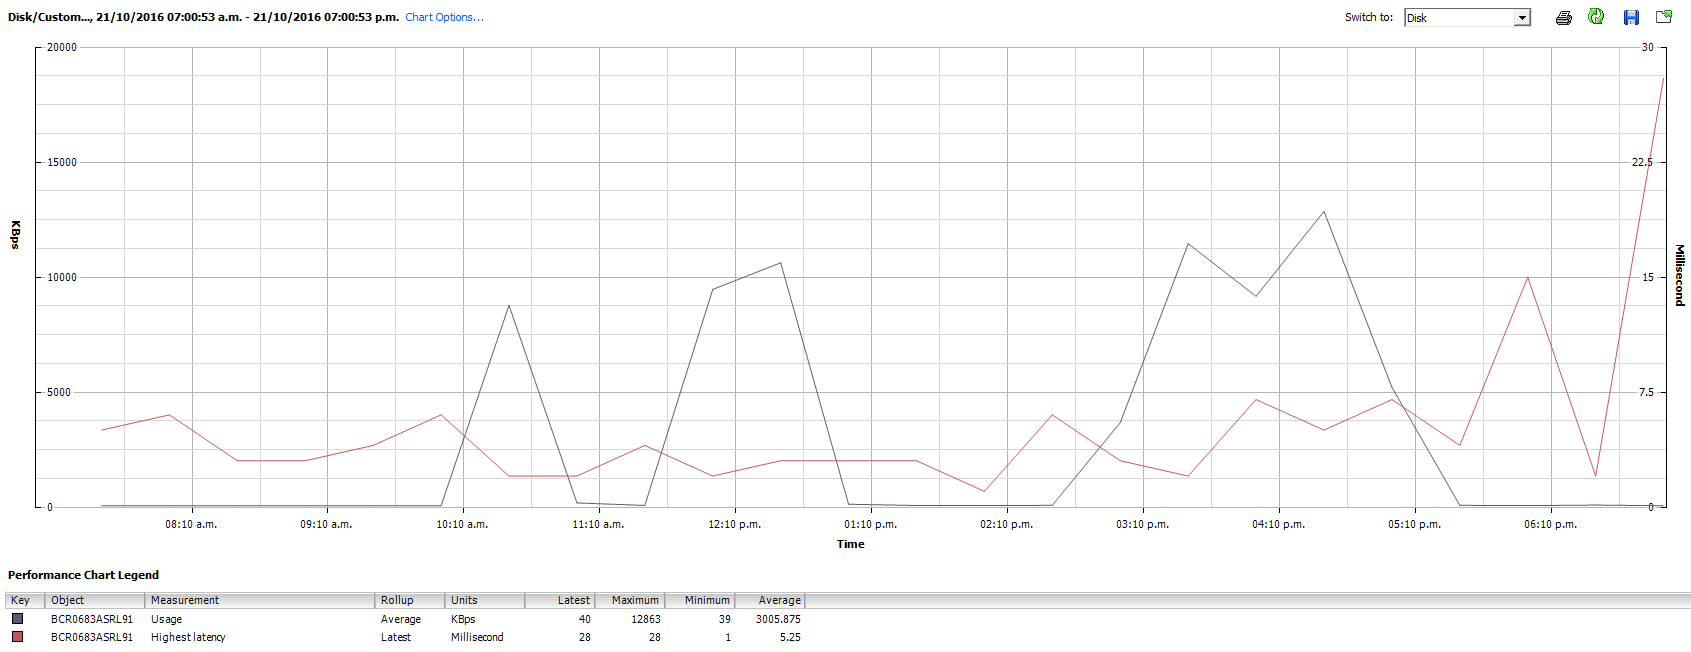 Disk/Custom..., 21/10/2016 07:00:53 a.m. - 21/10/2016 07:00:53 p.m. Chart Options... Switch to: Disk
20000 30
15000 22.5
KBps Millisecond
10000 15
5000 7.5
0 0
08:10 a.m. 09:10 a.m. 10:10 a.m. 11:10 a.m. 12:10 p.m. 01:10 p.m. 02:10 p.m. 03:10 p.m. 04:10 p.m. 05:10 p.m. 06:10 p.m.
Time
Performance Chart Legend
Key Object Measurement Rollup Units Latest Maximum Minimum Average
BCR0683ASRL91 Usage Average KBps 40 12863 39 3005.875
BCR0683ASRL91 Highest latency Latest Millisecond 28 28 1 5.25